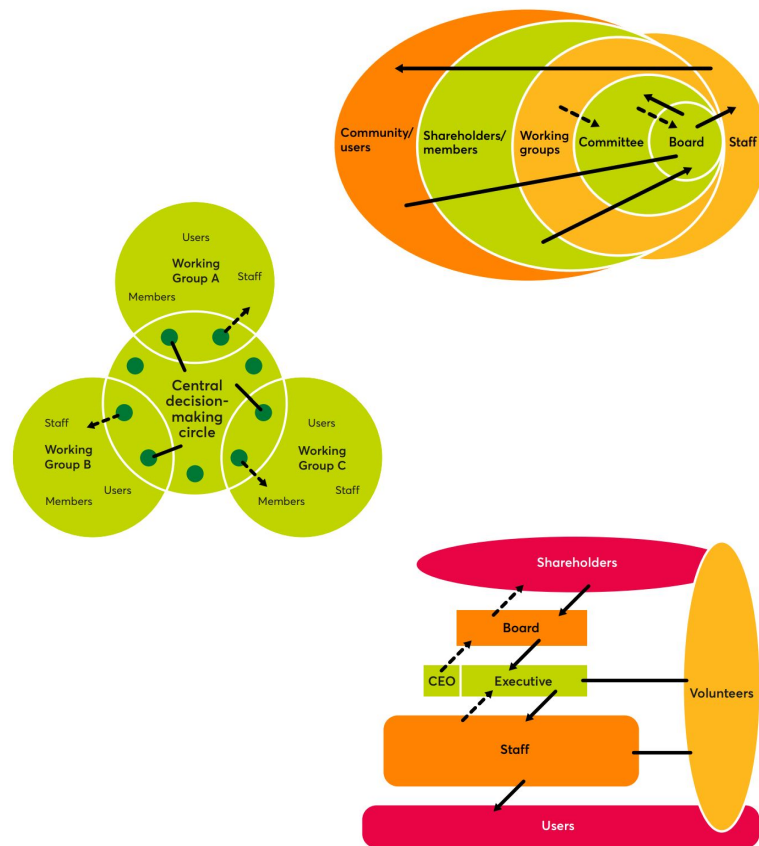 Community/
users
Shareholders/
members
Working
groups
Committee
Board
Staff
Users
Working
Group A
Staff
Members
Central
decision-
making
circle
Staff
Working
Group B
Users
Members
Users
Working
Group C
Members
Staff
Shareholders
Board
CEO
Executive
Volunteers
Staff
Users